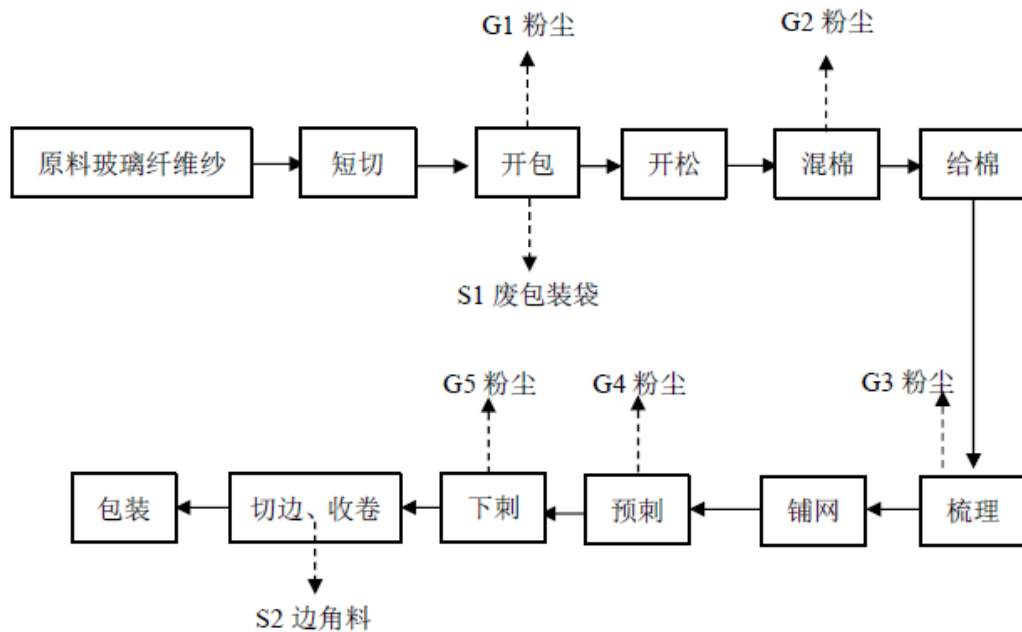 G1 粉尘
G2 粉尘
原料玻璃纤维纱
短切
开包
开松
混棉
给棉
S1 废包装袋
G5 粉尘
G4 粉尘
G3 粉尘
包装
切边、收卷
下刺
预刺
铺网
梳理
S2 边角料